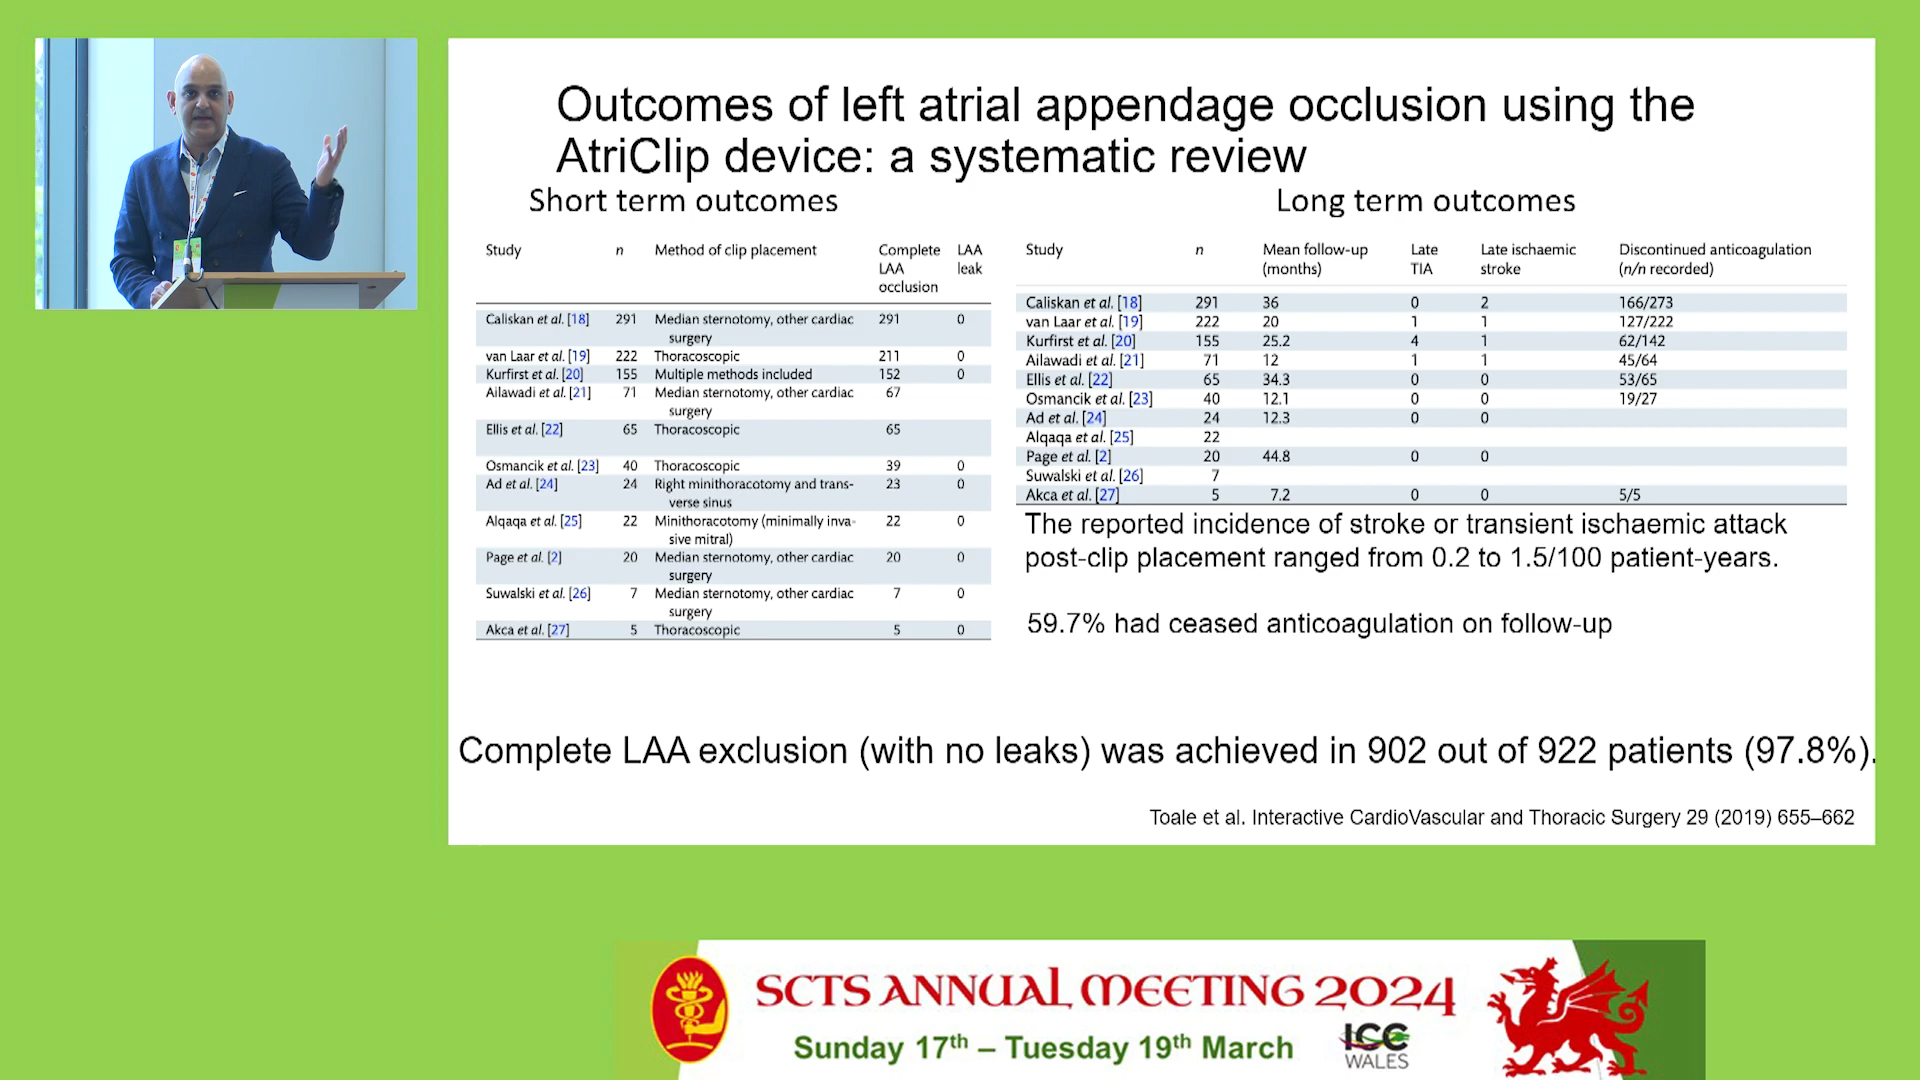 Outcomes of left atrial appendage occlusion using the
AtriClip device: a systematic review
Short term outcomes
Study n Method of clip placement Complete LAA occlusion LAA leak
Caliskan et al. [18] 291 Median sternotomy, other cardiac surgery 291 0
van Laar et al. [19] 222 Thoracoscopic 211 0
Kurfirst et al. [20] 155 Multiple methods included 152 0
Ailawadi et al. [21] 71 Median sternotomy, other cardiac surgery 67
Ellis et al. [22] 65 Thoracoscopic 65
Osmancik et al. [23] 40 Thoracoscopic 39 0
Ad et al. [24] 24 Right minithoracotomy and trans-verse sinus 23 0
Alqaqa et al. [25] 22 Minithoracotomy (minimally inva-sive mitral) 22 0
Page et al. [2] 20 Median sternotomy, other cardiac surgery 20 0
Suwalski et al. [26] 7 Median sternotomy, other cardiac surgery 7 0
Akca et al. [27] 5 Thoracoscopic 5 0
Long term outcomes
Study n Mean follow-up (months) Late TIA Late ischaemic stroke Discontinued anticoagulation (n/n recorded)
Caliskan et al. [18] 291 36 0 2 166/273
van Laar et al. [19] 222 20 1 1 127/222
Kurfirst et al. [20] 155 25.2 4 1 62/142
Ailawadi et al. [21] 71 12 1 1 45/64
Ellis et al. [22] 65 34.3 0 0 53/65
Osmancik et al. [23] 40 12.1 0 0 19/27
Ad et al. [24] 24 12.3 0 0
Alqaqa et al. [25] 22
Page et al. [2] 20 44.8 0 0
Suwalski et al. [26] 7
Akca et al. [27] 5 7.2 0 0 5/5
The reported incidence of stroke or transient ischaemic attack
post-clip placement ranged from 0.2 to 1.5/100 patient-years.
59.7% had ceased anticoagulation on follow-up
Complete LAA exclusion (with no leaks) was achieved in 902 out of 922 patients (97.8%).
Toale et al. Interactive CardioVascular and Thoracic Surgery 29 (2019) 655–662
SCTS ANNUAL MEETING 2024
Sunday 17th – Tuesday 19th March
ICC
WALES